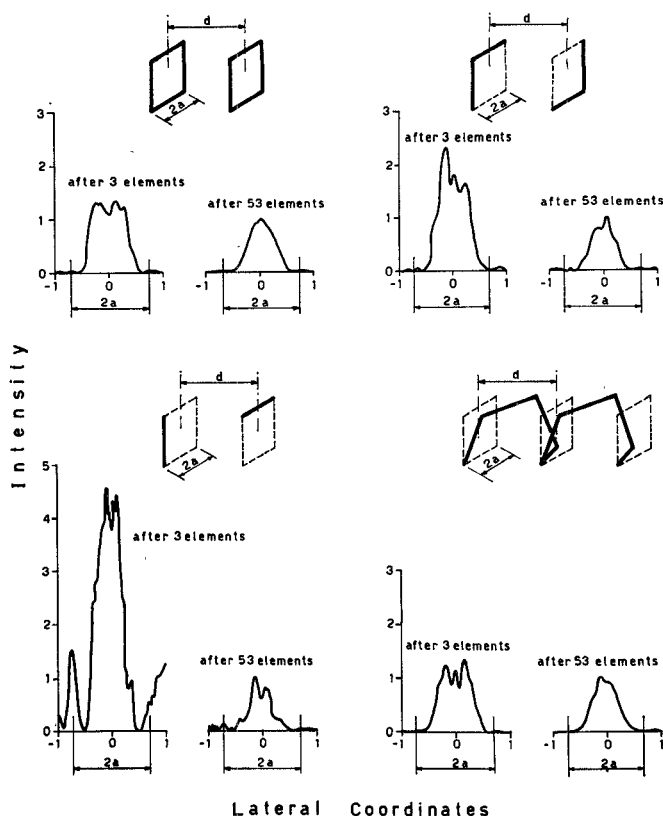 d
2a
3
2
1
0
after 3 elements
-1 0 1
2a
after 53 elements
-1 0 1
2a
d
2a
3
2
1
0
after 3 elements
-1 0 1
2a
after 53 elements
-1 0 1
2a
Intensity
d
2a
5
4
3
2
1
0
after 3 elements
-1 0 1
2a
after 53 elements
-1 0 1
2a
d
2a
3
2
1
0
after 3 elements
-1 0 1
2a
after 53 elements
-1 0 1
2a
Lateral Coordinates